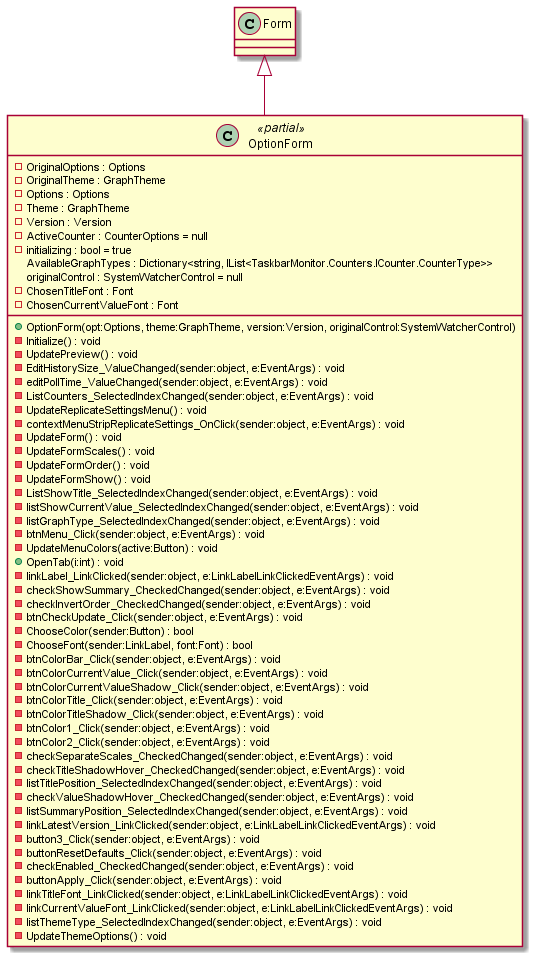 C Form
C «partial»
OptionForm
OriginalOptions : Options
OriginalTheme : GraphTheme
Options : Options
Theme : GraphTheme
Version : Version
ActiveCounter : CounterOptions = null
initializing : bool = true
AvailableGraphTypes : Dictionary<string, IList<TaskbarMonitor.Counters.ICounter.CounterType>>
originalControl : SystemWatcherControl = null
ChosenTitleFont : Font
ChosenCurrentValueFont : Font
OptionForm(opt:Options, theme:GraphTheme, version:Version, originalControl:SystemWatcherControl)
Initialize() : void
UpdatePreview() : void
EditHistorySize_ValueChanged(sender:object, e:EventArgs) : void
editPollTime_ValueChanged(sender:object, e:EventArgs) : void
ListCounters_SelectedIndexChanged(sender:object, e:EventArgs) : void
UpdateReplicateSettingsMenu() : void
contextMenuStripReplicateSettings_OnClick(sender:object, e:EventArgs) : void
UpdateForm() : void
UpdateFormScales() : void
UpdateFormOrder() : void
UpdateFormShow() : void
ListShowTitle_SelectedIndexChanged(sender:object, e:EventArgs) : void
listShowCurrentValue_SelectedIndexChanged(sender:object, e:EventArgs) : void
listGraphType_SelectedIndexChanged(sender:object, e:EventArgs) : void
btnMenu_Click(sender:object, e:EventArgs) : void
UpdateMenuColors(active:Button) : void
OpenTab(i:int) : void
linkLabel_LinkClicked(sender:object, e:LinkLabelLinkClickedEventArgs) : void
checkShowSummary_CheckedChanged(sender:object, e:EventArgs) : void
checkInvertOrder_CheckedChanged(sender:object, e:EventArgs) : void
btnCheckUpdate_Click(sender:object, e:EventArgs) : void
ChooseColor(sender:Button) : bool
ChooseFont(sender:LinkLabel, font:Font) : bool
btnColorBar_Click(sender:object, e:EventArgs) : void
btnColorCurrentValue_Click(sender:object, e:EventArgs) : void
btnColorCurrentValueShadow_Click(sender:object, e:EventArgs) : void
btnColorTitle_Click(sender:object, e:EventArgs) : void
btnColorTitleShadow_Click(sender:object, e:EventArgs) : void
btnColor1_Click(sender:object, e:EventArgs) : void
btnColor2_Click(sender:object, e:EventArgs) : void
checkSeparateScales_CheckedChanged(sender:object, e:EventArgs) : void
checkTitleShadowHover_CheckedChanged(sender:object, e:EventArgs) : void
listTitlePosition_SelectedIndexChanged(sender:object, e:EventArgs) : void
checkValueShadowHover_CheckedChanged(sender:object, e:EventArgs) : void
listSummaryPosition_SelectedIndexChanged(sender:object, e:EventArgs) : void
linkLatestVersion_LinkClicked(sender:object, e:LinkLabelLinkClickedEventArgs) : void
button3_Click(sender:object, e:EventArgs) : void
buttonResetDefaults_Click(sender:object, e:EventArgs) : void
checkEnabled_CheckedChanged(sender:object, e:EventArgs) : void
buttonApply_Click(sender:object, e:EventArgs) : void
linkTitleFont_LinkClicked(sender:object, e:LinkLabelLinkClickedEventArgs) : void
linkCurrentValueFont_LinkClicked(sender:object, e:LinkLabelLinkClickedEventArgs) : void
listThemeType_SelectedIndexChanged(sender:object, e:EventArgs) : void
UpdateThemeOptions() : void